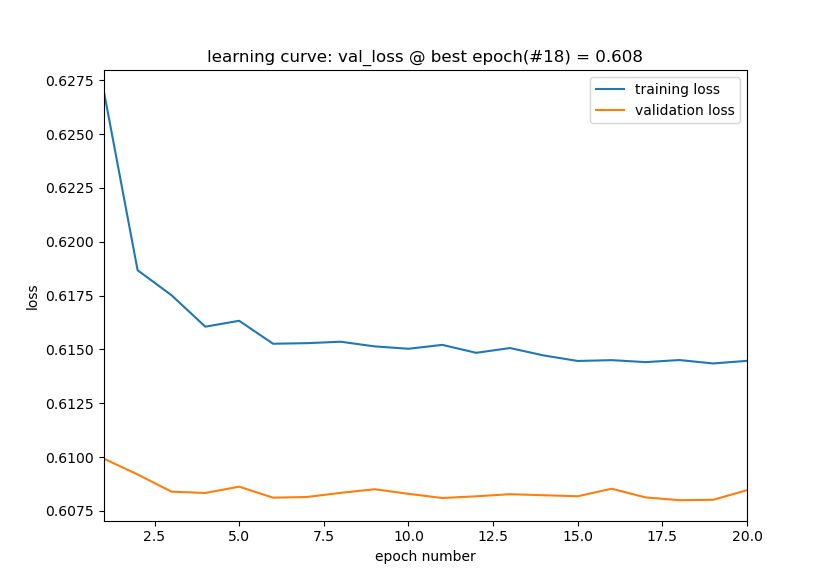 learning curve: val_loss @ best epoch(#18) = 0.608
training loss
validation loss
loss
0.6275
0.6250
0.6225
0.6200
0.6175
0.6150
0.6125
0.6100
0.6075
2.5 5.0 7.5 10.0 12.5 15.0 17.5 20.0
epoch number